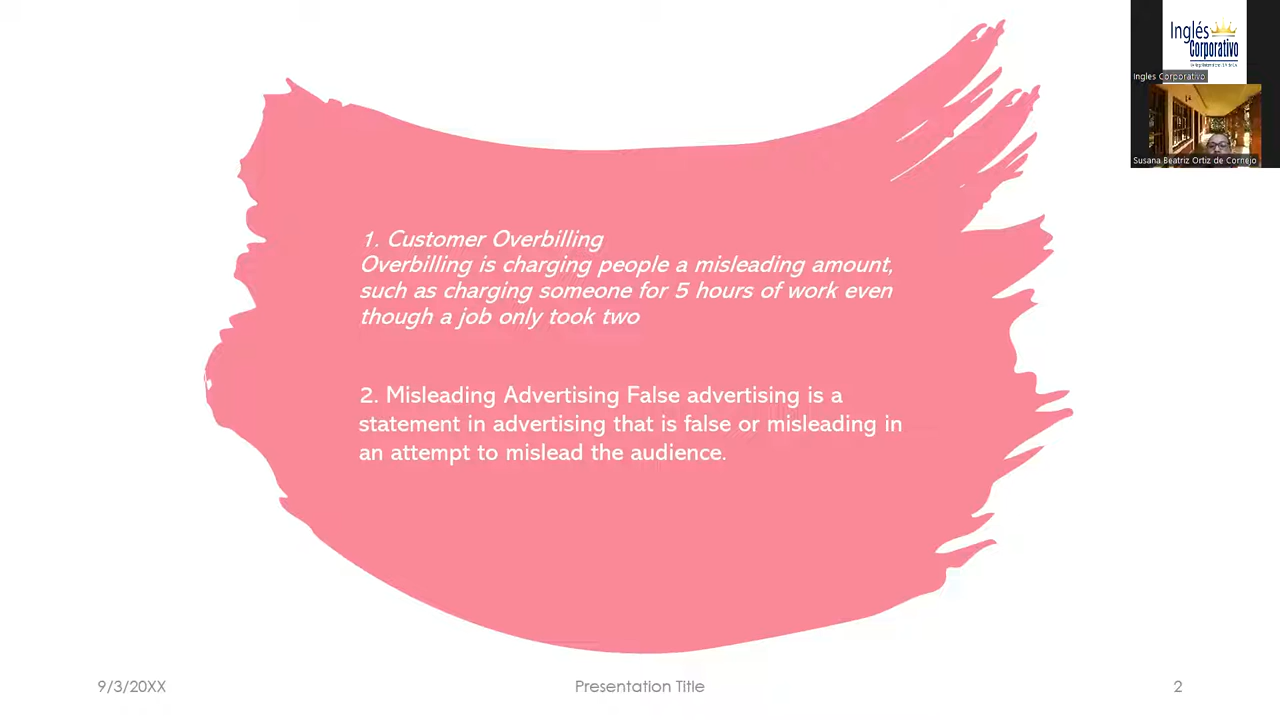 Inglés
Corporativo
Ingles Corporativo
Susana Beatriz Ortiz de Cornejo
1. Customer Overbilling
Overbilling is charging people a misleading amount,
such as charging someone for 5 hours of work even
though a job only took two
2. Misleading Advertising False advertising is a
statement in advertising that is false or misleading in
an attempt to mislead the audience.
9/3/20XX
Presentation Title
2